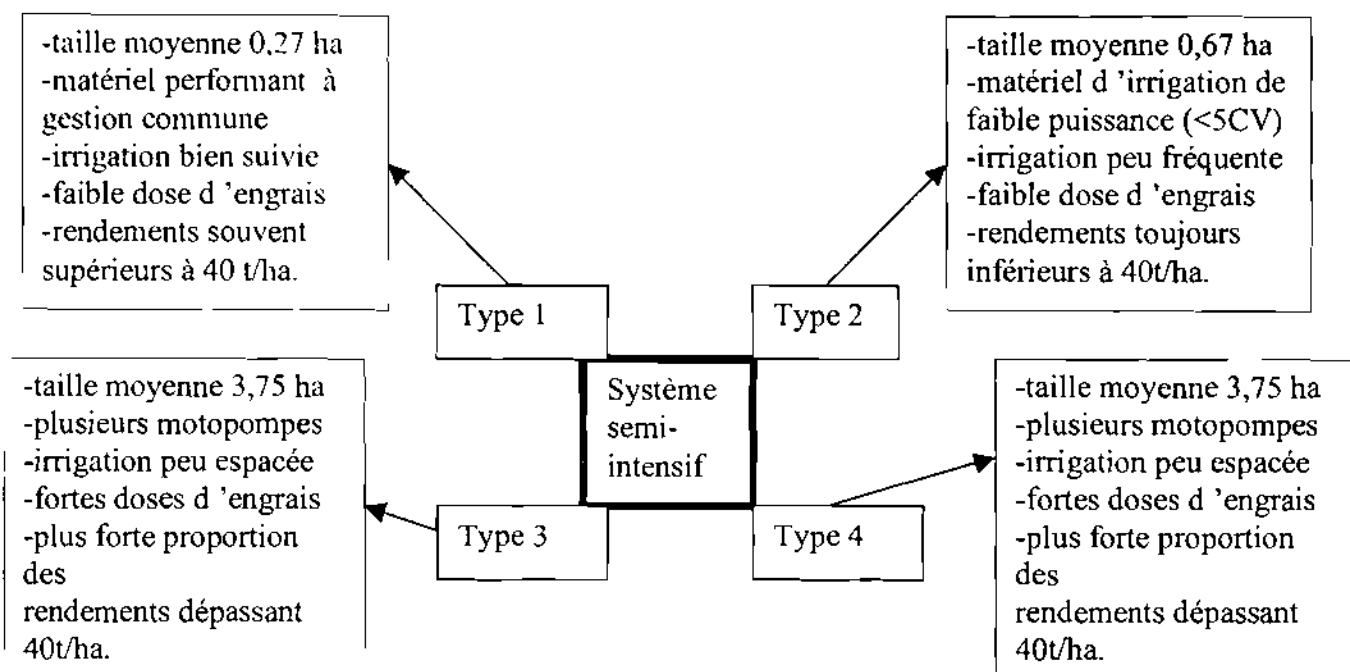 -taille moyenne 0,27 ha
-matériel performant à
gestion commune
-irrigation bien suivie
-faible dose d 'engrais
-rendements souvent
supérieurs à 40 t/ha.
-taille moyenne 0,67 ha
-matériel d 'irrigation de
faible puissance (<5CV)
-irrigation peu fréquente
-faible dose d 'engrais
-rendements toujours
inférieurs à 40t/ha.
Type 1
Type 2
Système
semi-
intensif
-taille moyenne 3,75 ha
-plusieurs motopompes
-irrigation peu espacée
-fortes doses d 'engrais
-plus forte proportion
des
rendements dépassant
40t/ha.
Type 3
Type 4
-taille moyenne 3,75 ha
-plusieurs motopompes
-irrigation peu espacée
-fortes doses d 'engrais
-plus forte proportion
des
rendements dépassant
40t/ha.